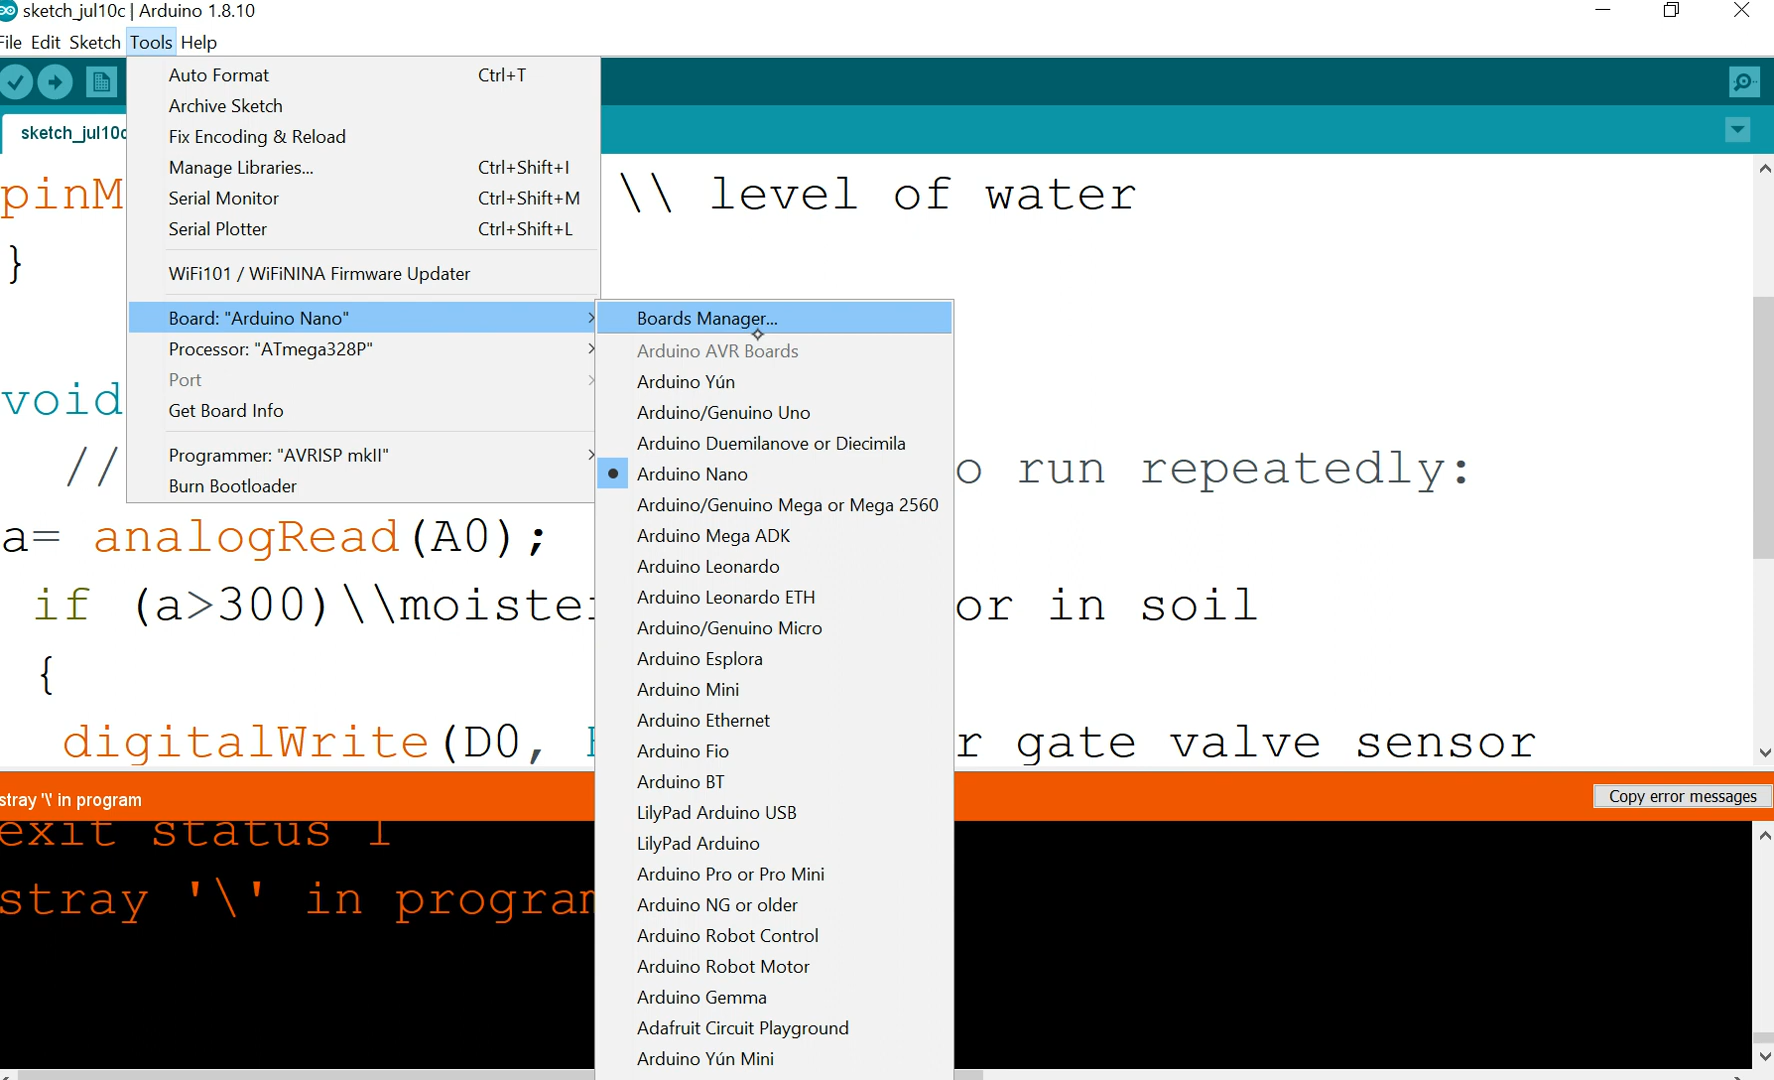 sketch_jul10c | Arduino 1.8.10
File Edit Sketch Tools Help
sketch_jul10c
Auto Format Ctrl+T
Archive Sketch
Fix Encoding & Reload
Manage Libraries... Ctrl+Shift+I
Serial Monitor Ctrl+Shift+M
Serial Plotter Ctrl+Shift+L
WiFi101 / WiFiNINA Firmware Updater
Board: "Arduino Nano"
Processor: "ATmega328P"
Port
Get Board Info
Programmer: "AVRISP mkII"
Burn Bootloader
Boards Manager...
Arduino AVR Boards
Arduino Yún
Arduino/Genuino Uno
Arduino Duemilanove or Diecimila
Arduino Nano
Arduino/Genuino Mega or Mega 2560
Arduino Mega ADK
Arduino Leonardo
Arduino Leonardo ETH
Arduino/Genuino Micro
Arduino Esplora
Arduino Mini
Arduino Ethernet
Arduino Fio
Arduino BT
LilyPad Arduino USB
LilyPad Arduino
Arduino Pro or Pro Mini
Arduino NG or older
Arduino Robot Control
Arduino Robot Motor
Arduino Gemma
Adafruit Circuit Playground
Arduino Yún Mini
pinM \\ level of water
}
void
// o run repeatedly:
a= analogRead(A0);
if (a>300)\\moiste or in soil
{
digitalWrite(D0, r gate valve sensor
stray '\' in program
Copy error messages
exit status 1
stray '\' in program